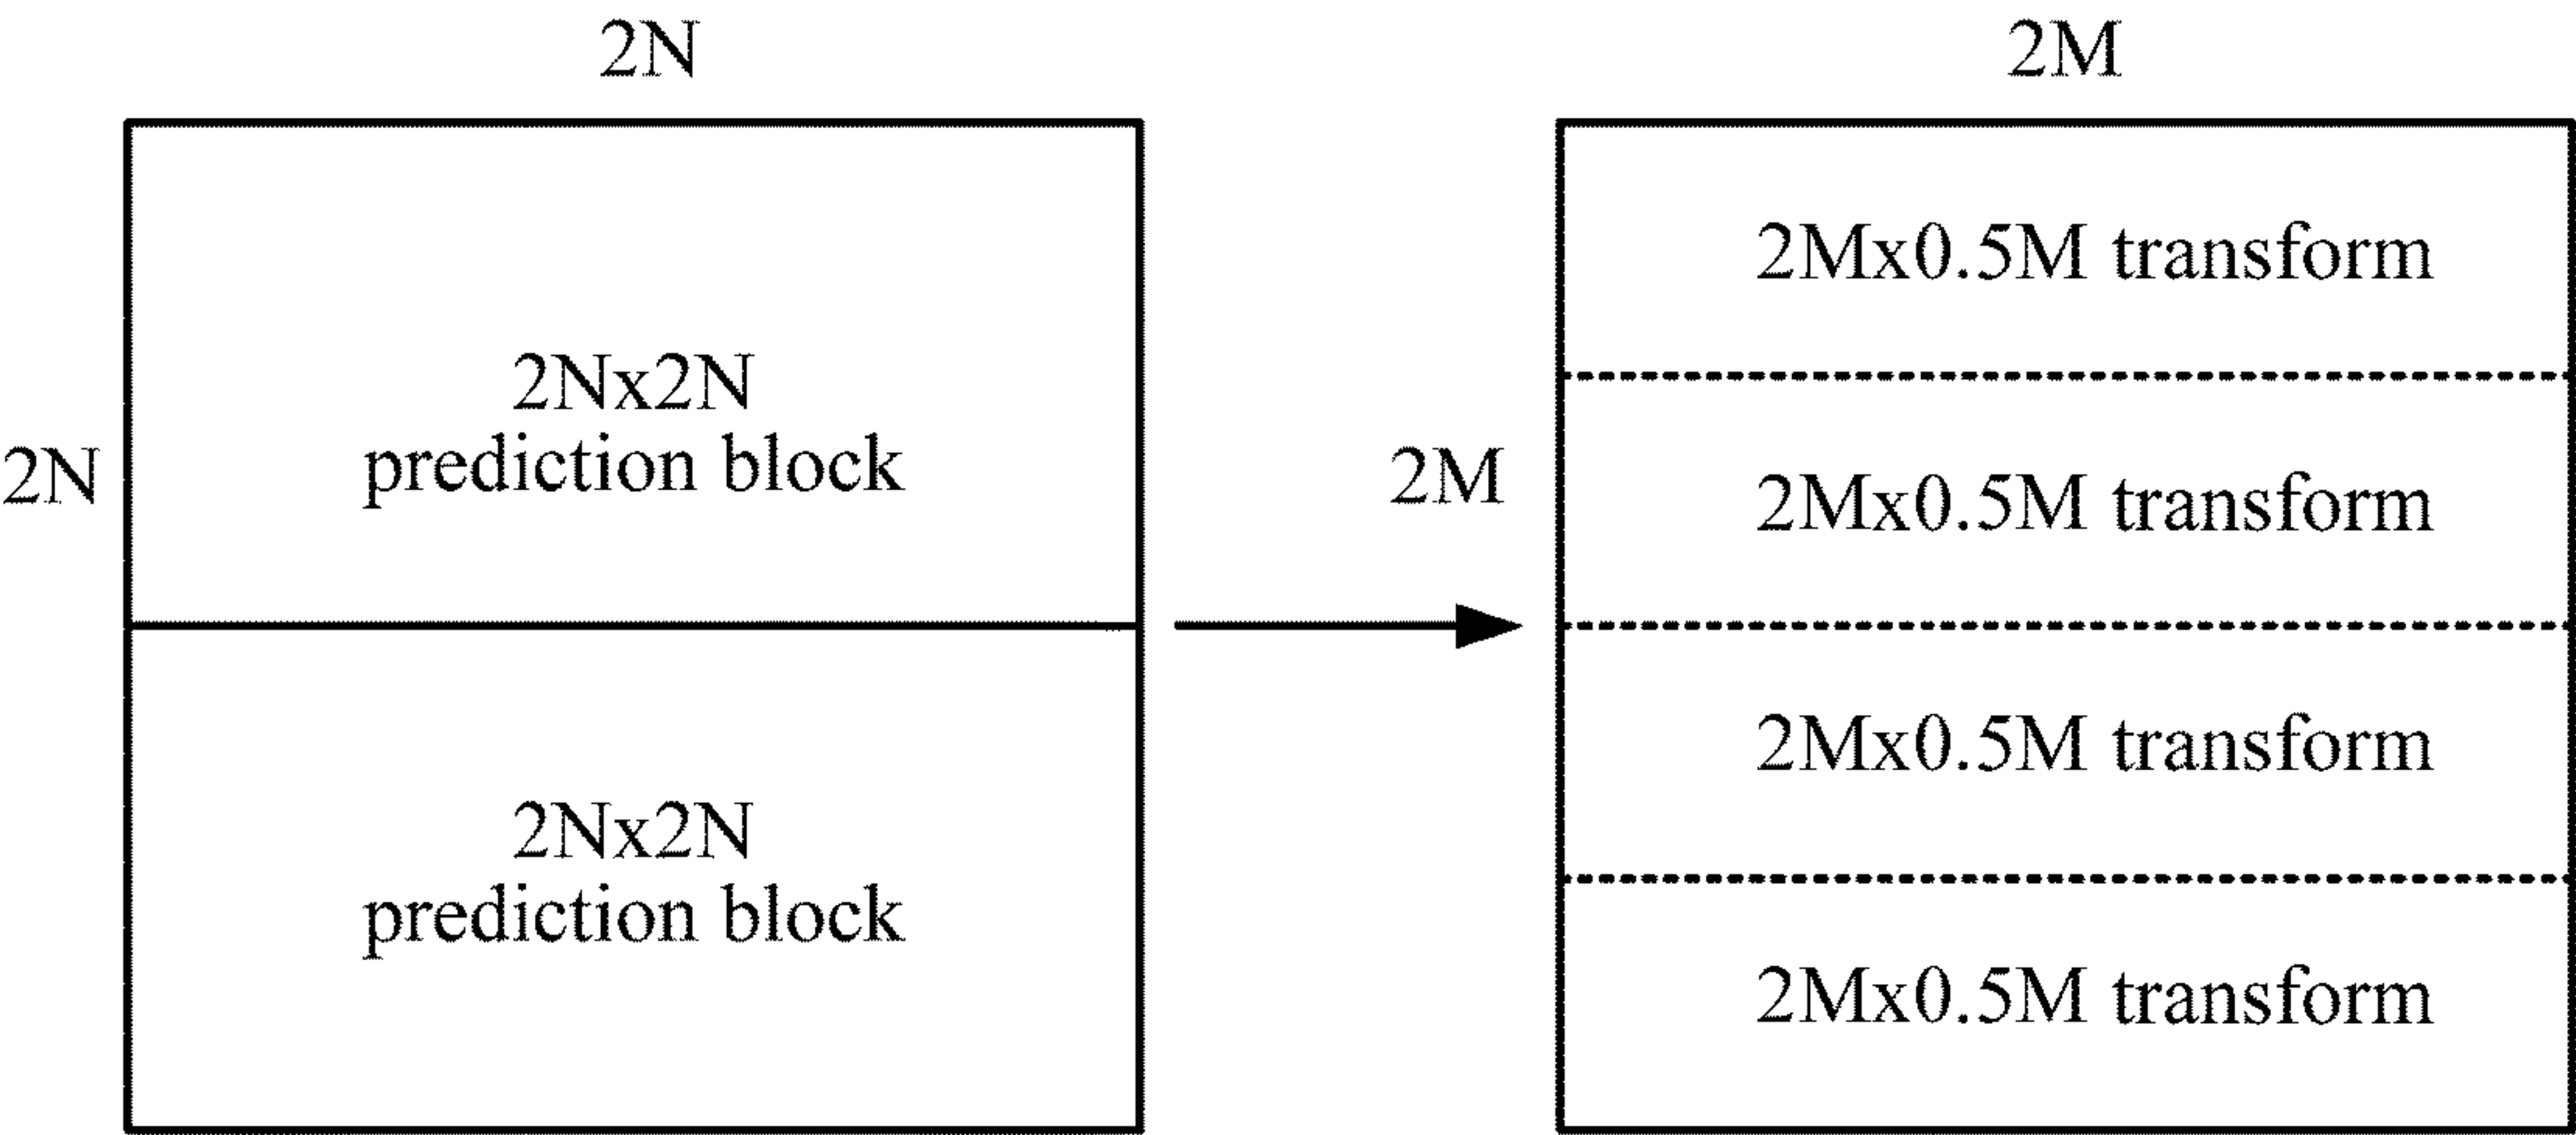 2N
2N
2Nx2N
prediction block
2Nx2N
prediction block
2M
2M
2Mx0.5M transform
2Mx0.5M transform
2Mx0.5M transform
2Mx0.5M transform